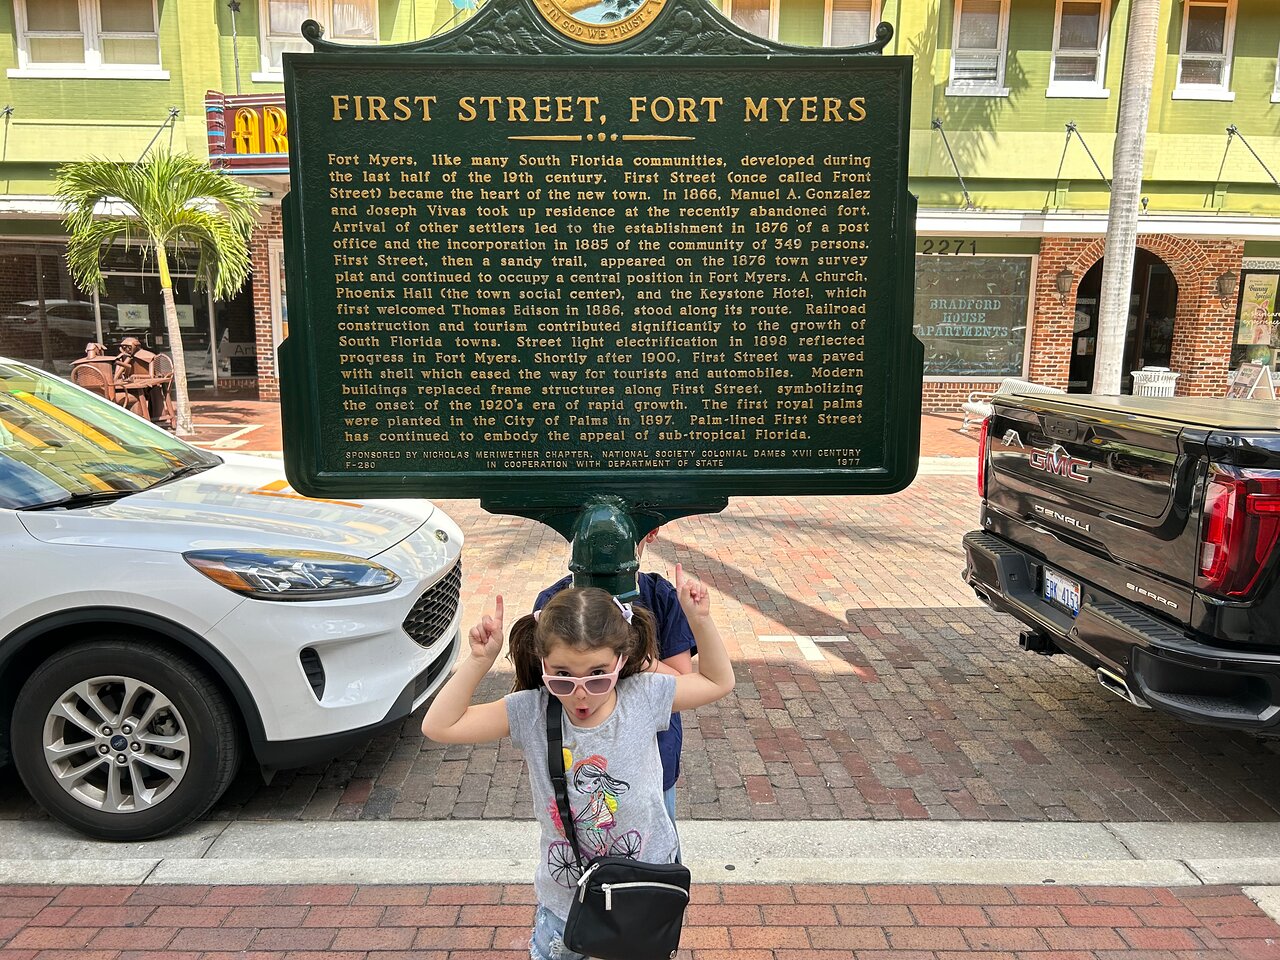 IN GOD WE TRUST
FIRST STREET, FORT MYERS
Fort Myers, like many South Florida communities, developed during
the last half of the 19th century. First Street (once called Front
Street) became the heart of the new town. In 1866, Manuel A. Gonzalez
and Joseph Vivas took up residence at the recently abandoned fort.
Arrival of other settlers led to the establishment in 1876 of a post
office and the incorporation in 1885 of the community of 349 persons.
First Street, then a sandy trail, appeared on the 1876 town survey
plat and continued to occupy a central position in Fort Myers. A church,
Phoenix Hall (the town social center), and the Keystone Hotel, which
first welcomed Thomas Edison in 1886, stood along its route. Railroad
construction and tourism contributed significantly to the growth of
South Florida towns. Street light electrification in 1898 reflected
progress in Fort Myers. Shortly after 1900, First Street was paved
with shell which eased the way for tourists and automobiles. Modern
buildings replaced frame structures along First Street, symbolizing
the onset of the 1920's era of rapid growth. The first royal palms
were planted in the City of Palms in 1897. Palm-lined First Street
has continued to embody the appeal of sub-tropical Florida.
SPONSORED BY NICHOLAS MERIWETHER CHAPTER, NATIONAL SOCIETY COLONIAL DAMES XVII CENTURY
F-280 IN COOPERATION WITH DEPARTMENT OF STATE 1977
AR
2271
BRADFORD
HOUSE
APARTMENTS
GMC
DENALI
SIERRA